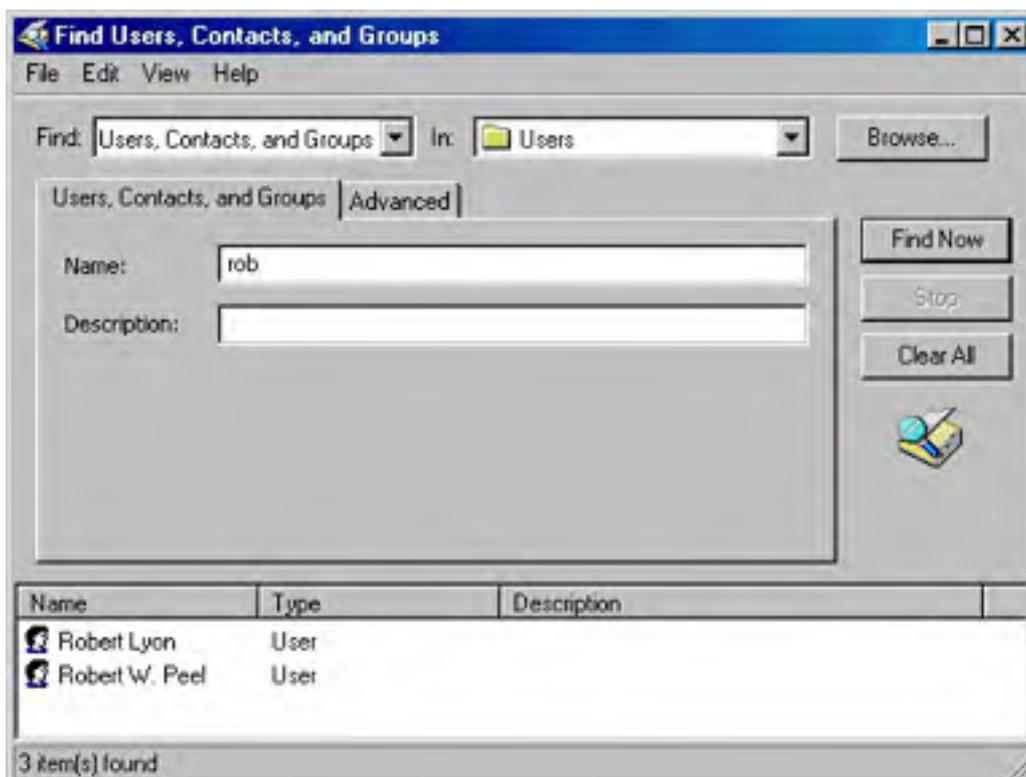 Find Users, Contacts, and Groups
File Edit View Help
Find: Users, Contacts, and Groups In: Users Browse...
Users, Contacts, and Groups Advanced
Find Now
Name: rob
Stop
Description:
Clear All
Name Type Description
Robert Lyon User
Robert W. Peel User
3 item(s) found